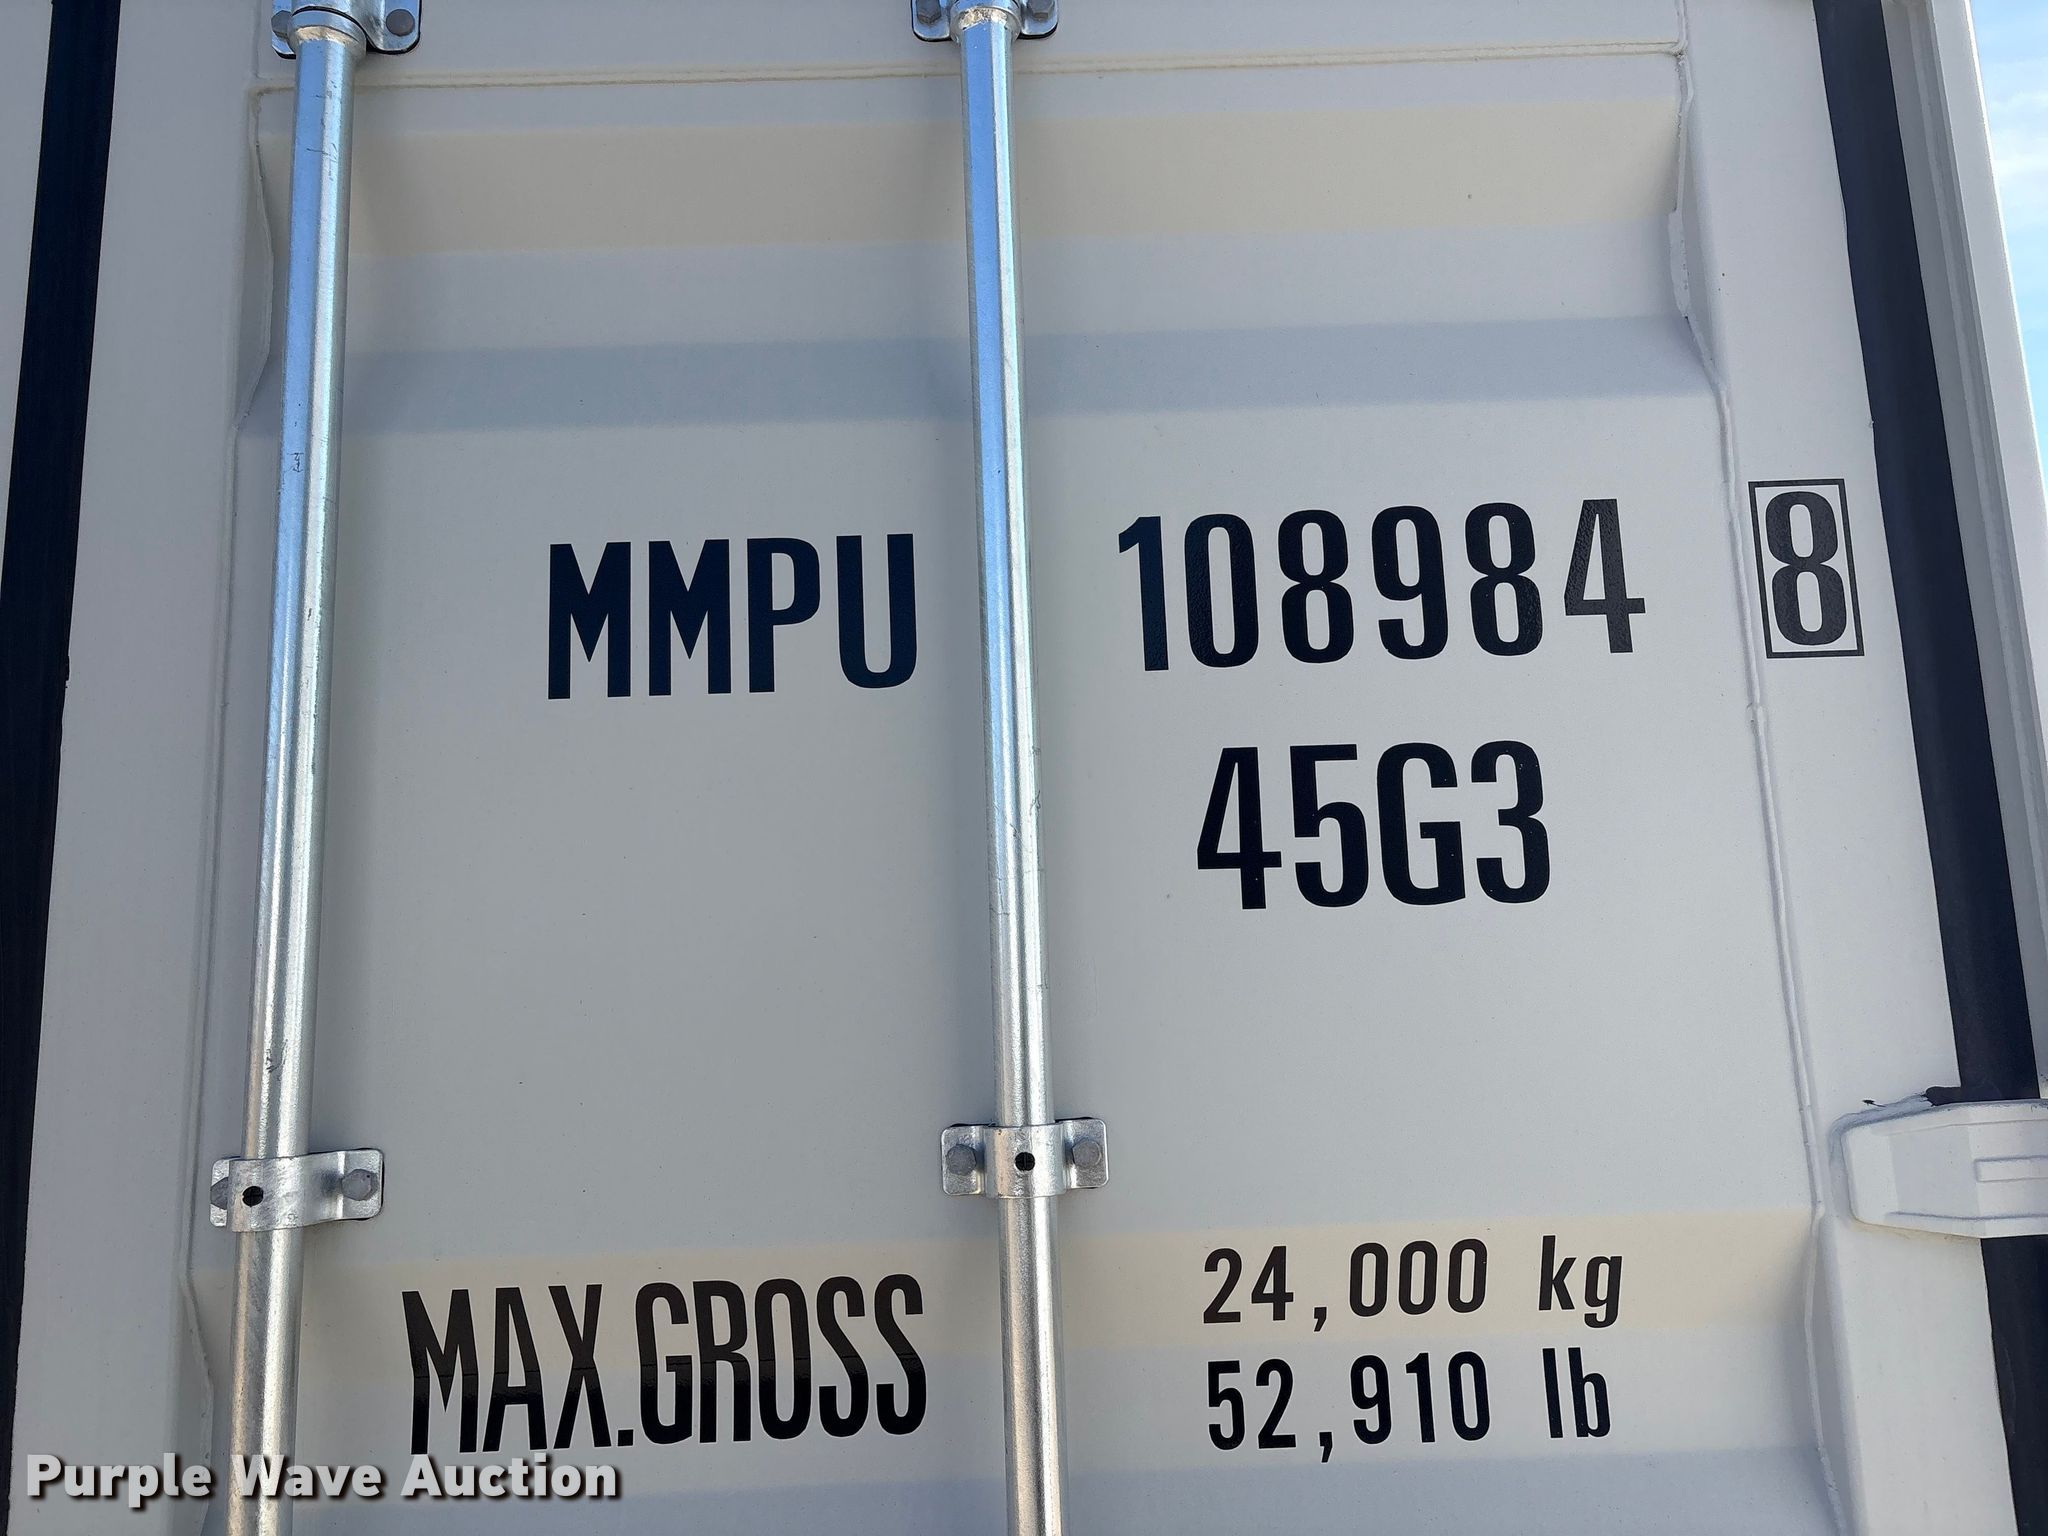 MMPU 108984 8
45G3
MAX.GROSS 24,000 kg
52,910 lb
Purple Wave Auction